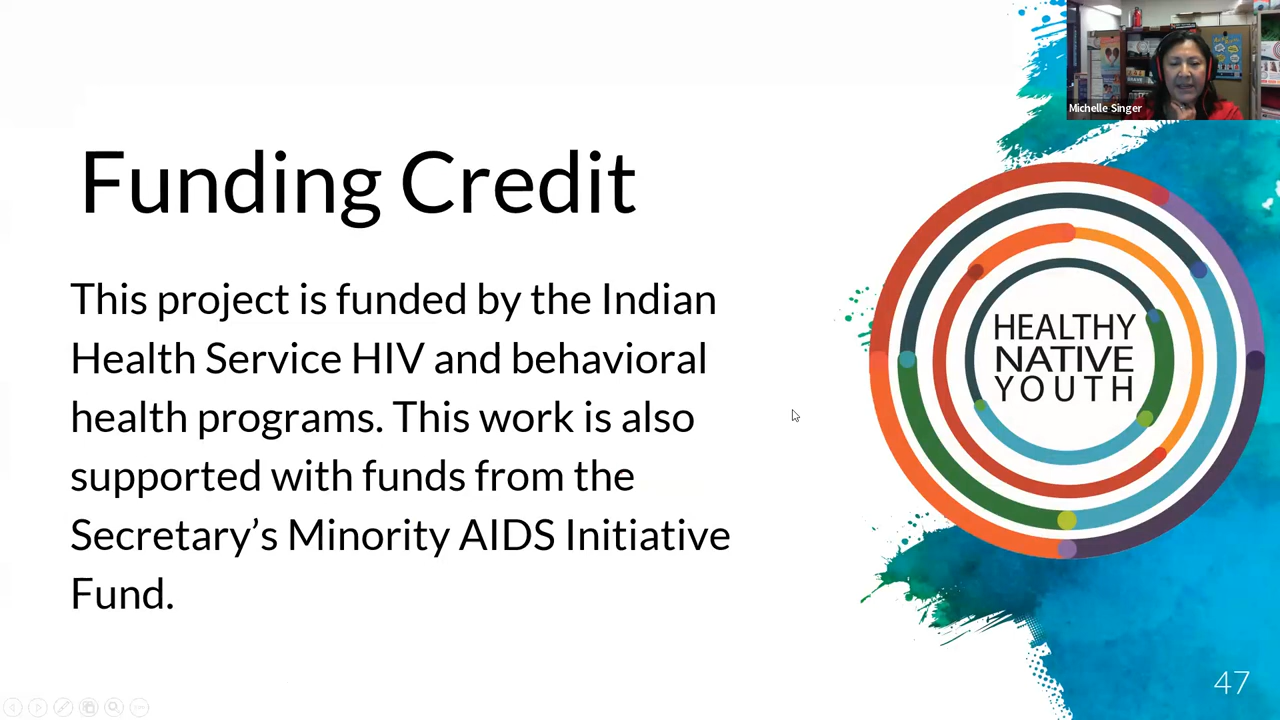 Michelle Singer
Funding Credit
This project is funded by the Indian
Health Service HIV and behavioral
health programs. This work is also
supported with funds from the
Secretary’s Minority AIDS Initiative
Fund.
HEALTHY
NATIVE
YOUTH
47